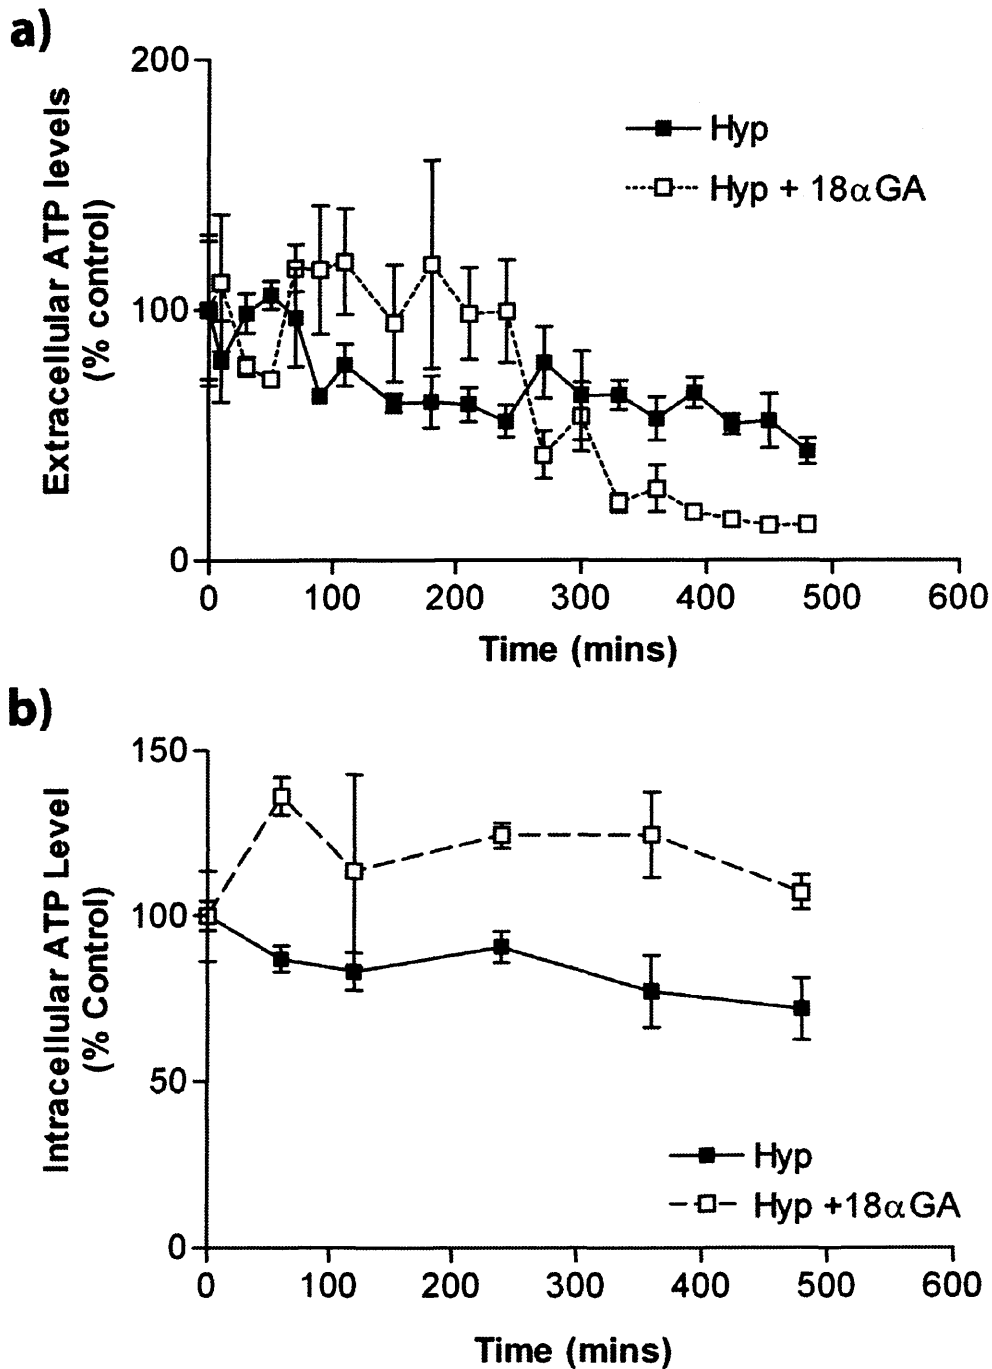 a)
200
100
0
Extracellular ATP levels
(% control)
Hyp
Hyp + 18αGA
0 100 200 300 400 500 600
Time (mins)
b)
150
100
50
0
Intracellular ATP Level
(% Control)
Hyp
Hyp +18αGA
0 100 200 300 400 500 600
Time (mins)